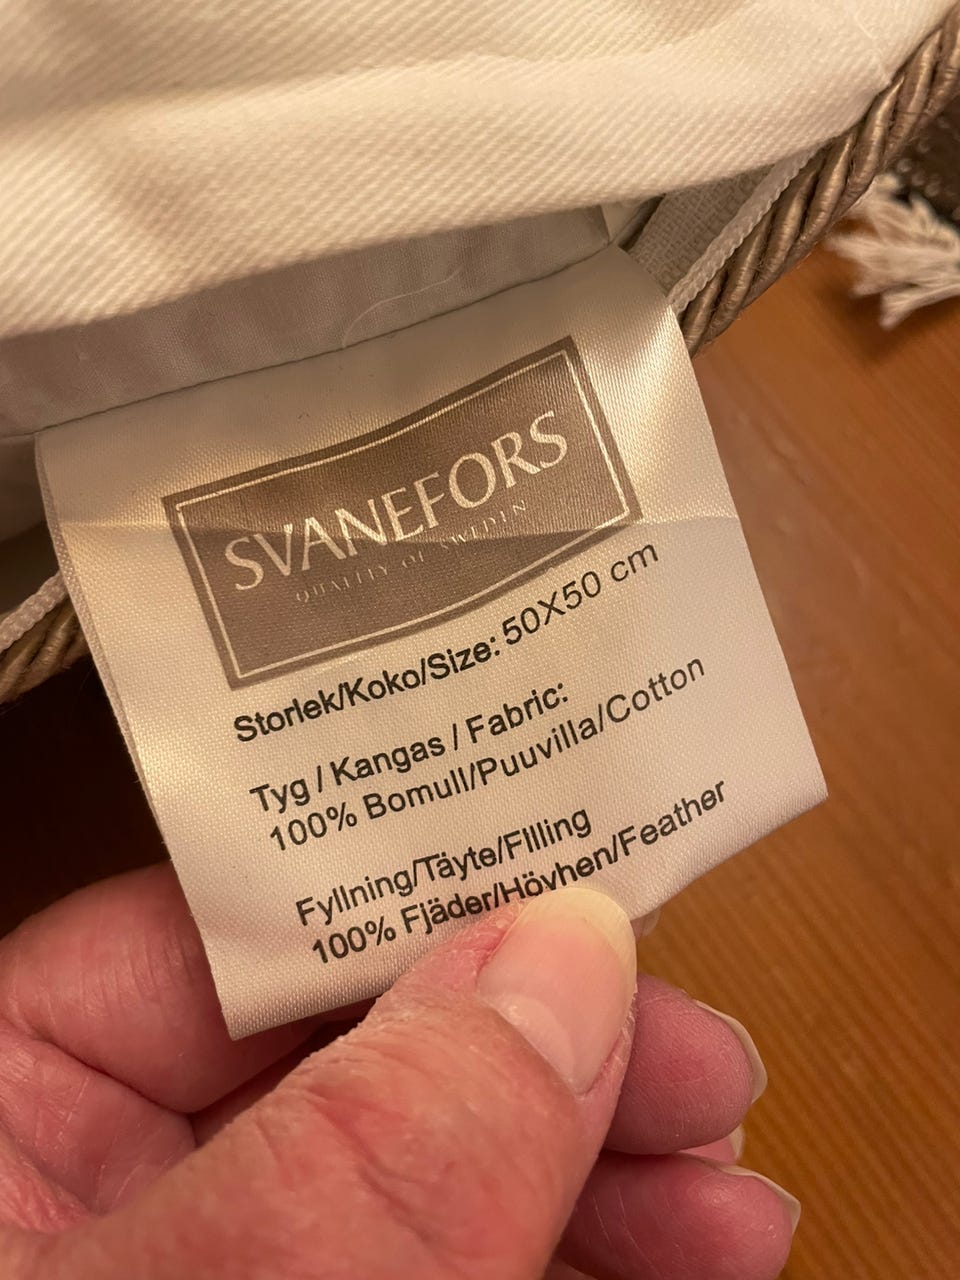 SVANEFORS
QUALITY OF SWEDEN
Storlek/Koko/Size: 50X50 cm
Tyg / Kangas / Fabric:
100% Bomull/Puuvilla/Cotton
Fyllning/Täyte/FIlling
100% Fjäder/Hövhen/Feather